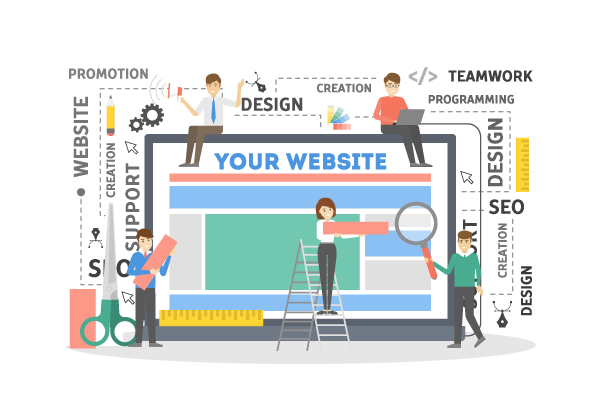 PROMOTION
</>
TEAMWORK
CREATION
DESIGN
PROGRAMMING
WEBSITE
CREATION
SUPPORT
DESIGN
YOUR WEBSITE
SEO
CREATION
DESIGN